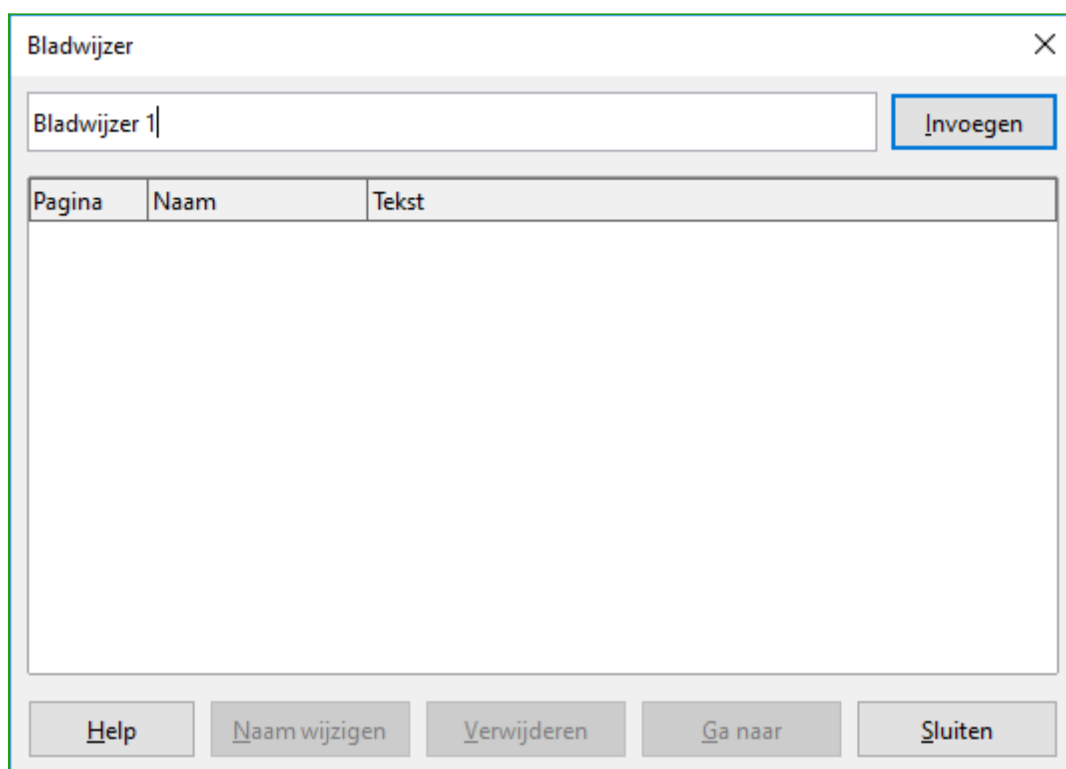 Bladwijzer
Bladwijzer 1
Invoegen
Pagina Naam Tekst
Help Naam wijzigen Verwijderen Ga naar Sluiten